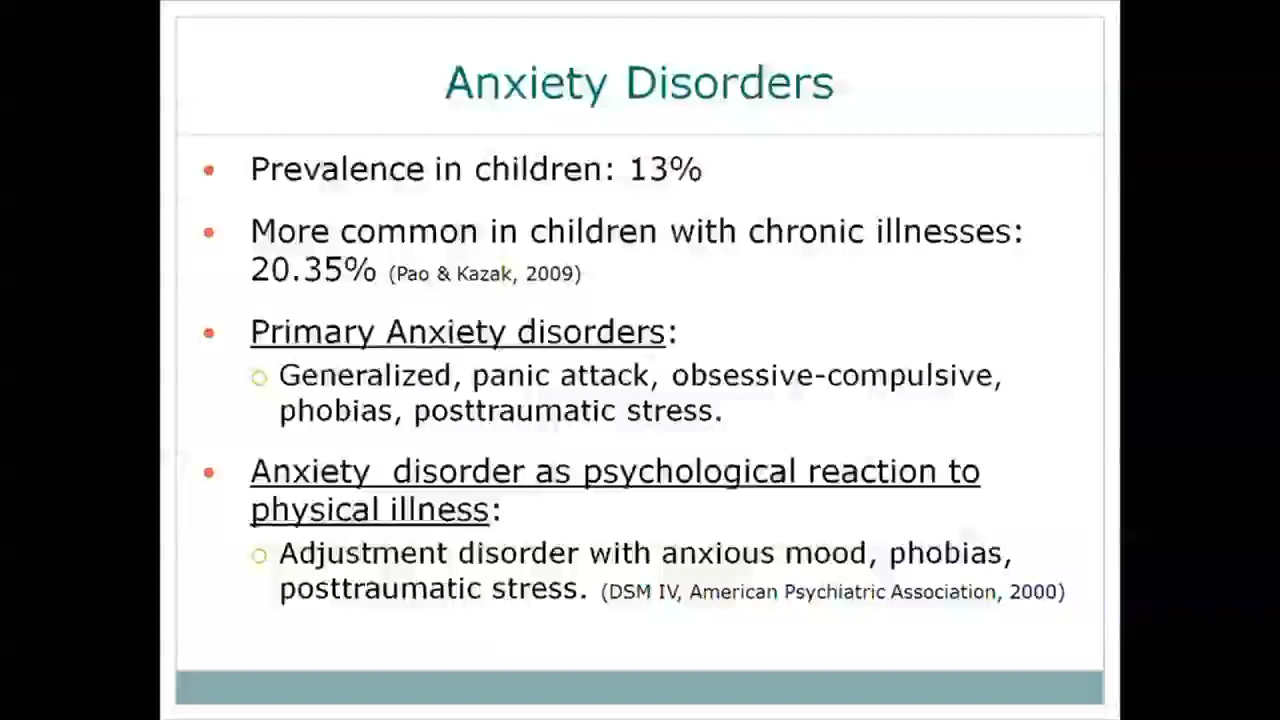 Anxiety Disorders
• Prevalence in children: 13%
• More common in children with chronic illnesses:
20.35% (Pao & Kazak, 2009)
• Primary Anxiety disorders:
○ Generalized, panic attack, obsessive-compulsive,
phobias, posttraumatic stress.
• Anxiety  disorder as psychological reaction to
physical illness:
○ Adjustment disorder with anxious mood, phobias,
posttraumatic stress. (DSM IV, American Psychiatric Association, 2000)